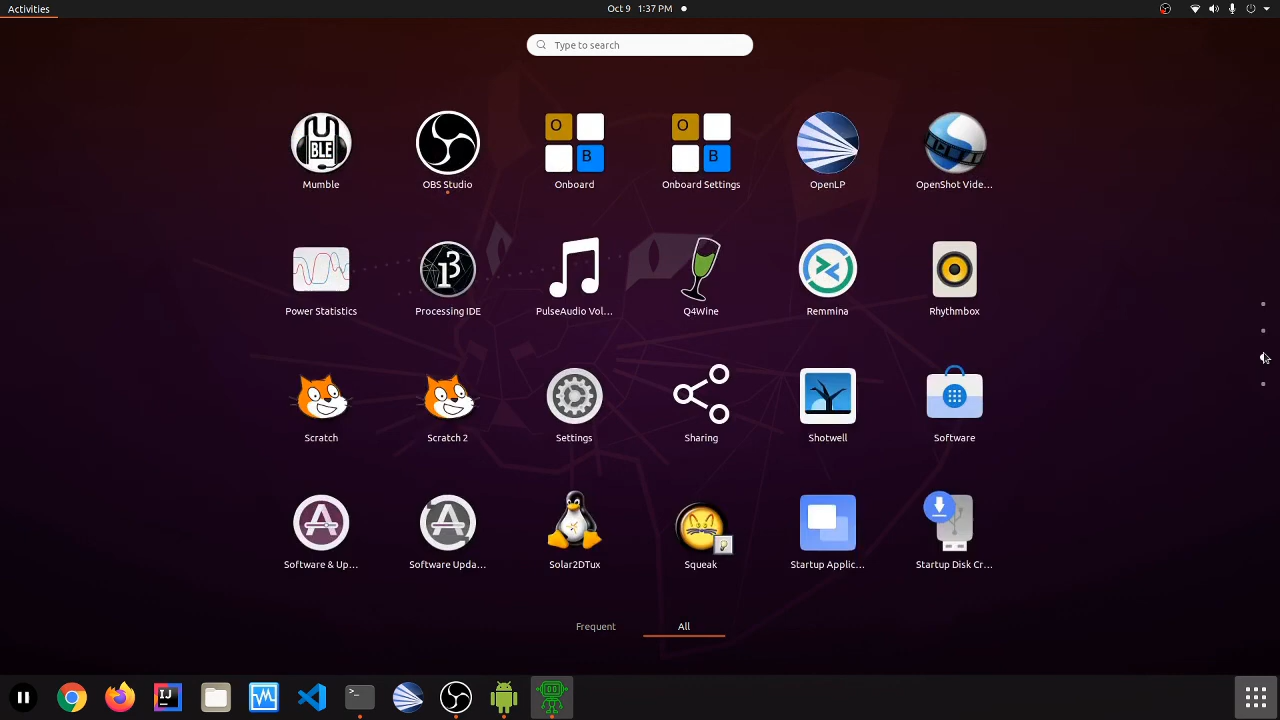 Activities
Oct 9 1:37 PM
Type to search
BLE
O
B
O
B
Mumble
OBS Studio
Onboard
Onboard Settings
OpenLP
OpenShot Vide...
Power Statistics
Processing IDE
PulseAudio Vol...
Q4Wine
Remmina
Rhythmbox
Scratch
Scratch 2
Settings
Sharing
Shotwell
Software
Software & Up...
Software Upda...
Solar2DTux
Squeak
Startup Applic...
Startup Disk Cr...
Frequent
All
IJ
>_